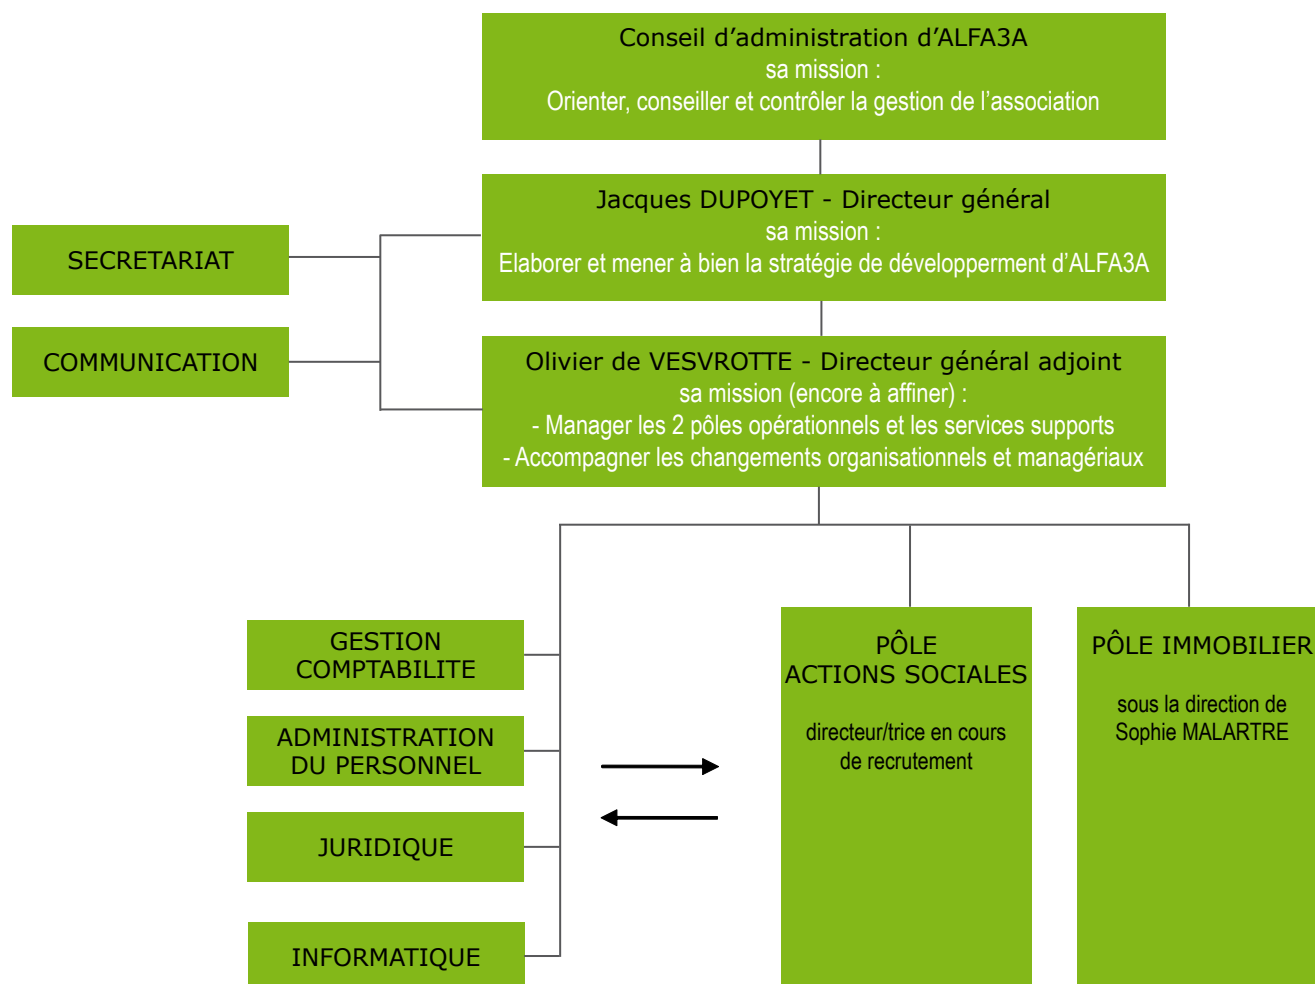 Conseil d’administration d’ALFA3A
sa mission :
Orienter, conseiller et contrôler la gestion de l’association
Jacques DUPOYET - Directeur général
sa mission :
Elaborer et mener à bien la stratégie de développerment d’ALFA3A
SECRETARIAT
COMMUNICATION
Olivier de VESVROTTE - Directeur général adjoint
sa mission (encore à affiner) :
- Manager les 2 pôles opérationnels et les services supports
- Accompagner les changements organisationnels et managériaux
GESTION
COMPTABILITE
ADMINISTRATION
DU PERSONNEL
JURIDIQUE
INFORMATIQUE
PÔLE
ACTIONS SOCIALES
directeur/trice en cours
de recrutement
PÔLE IMMOBILIER
sous la direction de
Sophie MALARTRE